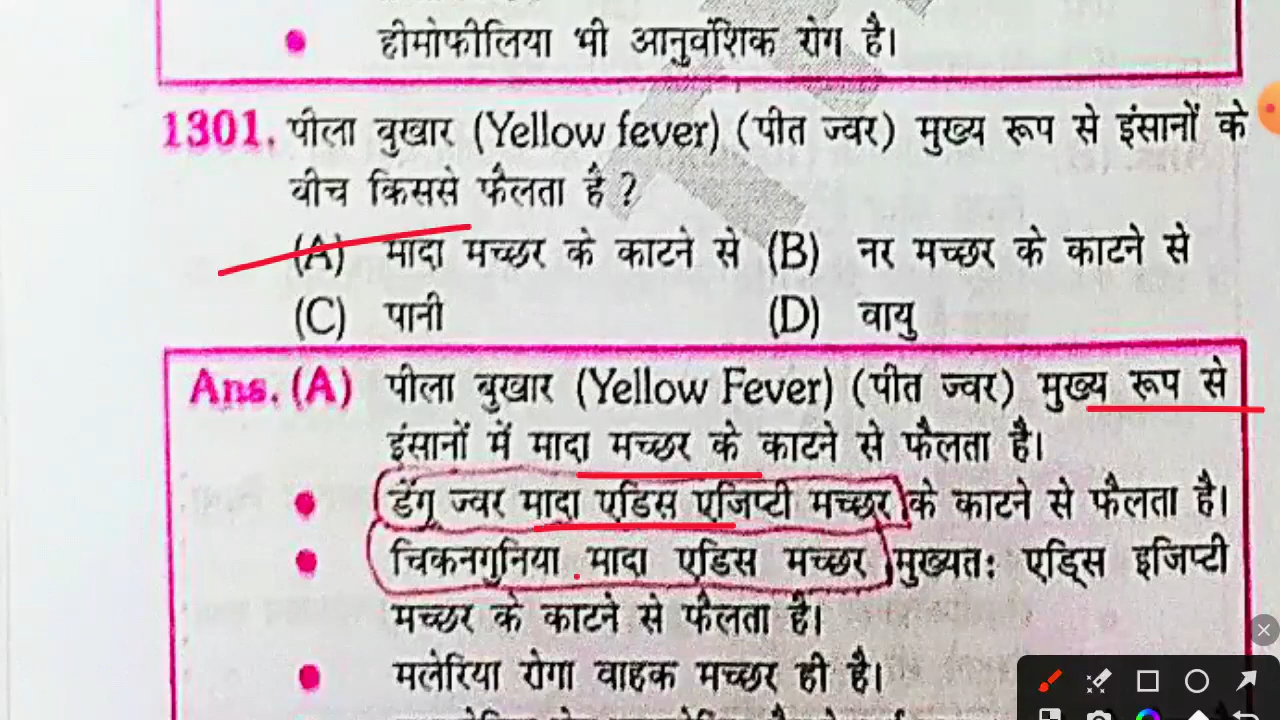 ● हीमोफीलिया भी आनुवंशिक रोग है।
1301. पीला बुखार (Yellow fever) (पीत ज्वर) मुख्य रूप से इंसानों के
बीच किससे फैलता है ?
(A) मादा मच्छर के काटने से (B) नर मच्छर के काटने से
(C) पानी (D) वायु
Ans. (A) पीला बुखार (Yellow Fever) (पीत ज्वर) मुख्य रूप से
इंसानों में मादा मच्छर के काटने से फैलता है।
● डेंगू ज्वर मादा एडिस एजिप्टी मच्छर के काटने से फैलता है।
● चिकनगुनिया मादा एडिस मच्छर मुख्यतः एड्सि इजिप्टी
मच्छर के काटने से फैलता है।
● मलेरिया रोगा वाहक मच्छर ही है।